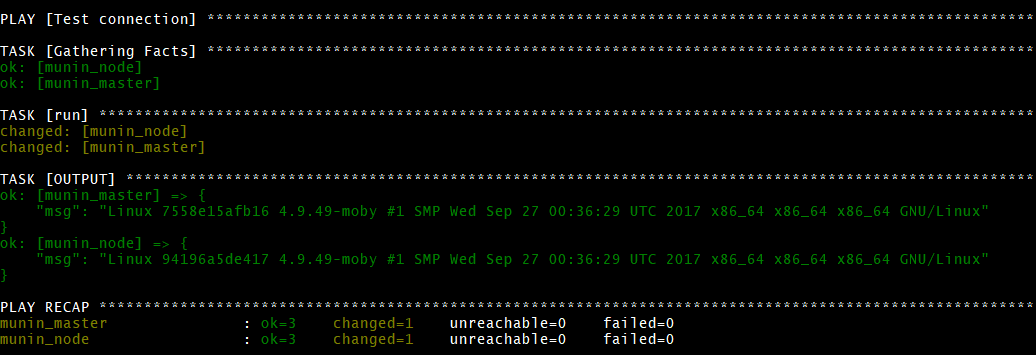 PLAY [Test connection] ********************************************************************************************
TASK [Gathering Facts] ********************************************************************************************
ok: [munin_node]
ok: [munin_master]
TASK [run] ********************************************************************************************************
changed: [munin_node]
changed: [munin_master]
TASK [OUTPUT] *****************************************************************************************************
ok: [munin_master] => {
    "msg": "Linux 7558e15afb16 4.9.49-moby #1 SMP Wed Sep 27 00:36:29 UTC 2017 x86_64 x86_64 x86_64 GNU/Linux"
}
ok: [munin_node] => {
    "msg": "Linux 94196a5de417 4.9.49-moby #1 SMP Wed Sep 27 00:36:29 UTC 2017 x86_64 x86_64 x86_64 GNU/Linux"
}
PLAY RECAP ********************************************************************************************************
munin_master               : ok=3    changed=1    unreachable=0    failed=0
munin_node                 : ok=3    changed=1    unreachable=0    failed=0